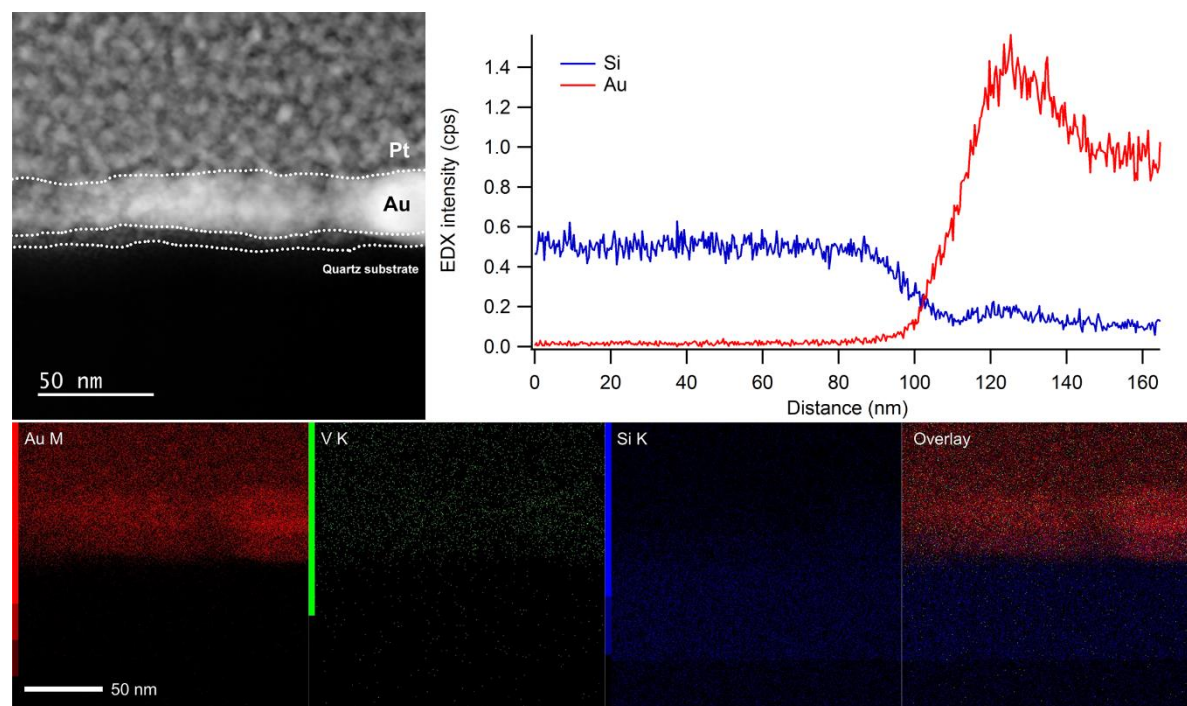 Pt
Au
Quartz substrate
50 nm
Si
Au
EDX intensity (cps)
1.4
1.2
1.0
0.8
0.6
0.4
0.2
0.0
0 20 40 60 80 100 120 140 160
Distance (nm)
Au M
V K
Si K
Overlay
50 nm